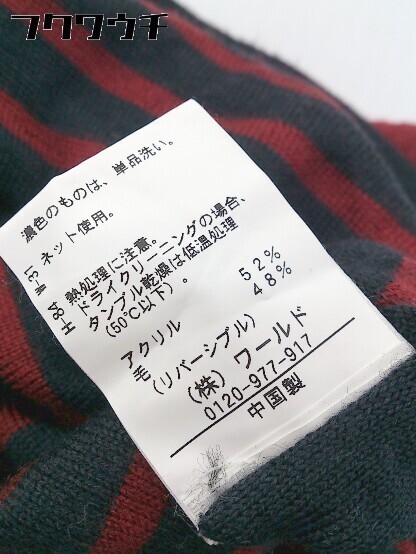 フクワウチ
濃色のものは、単品洗い。
ネット使用。
熱処理に注意。
ドライクリーニングの場合、
タンブル乾燥は低温処理
(50℃以下)。
アクリル 52%
毛 48%
(リバーシブル)
(株) ワールド
0120-977-917
中国製